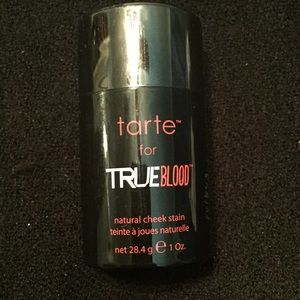 tarte™
for
TRUEBLOOD™
natural cheek stain
teinte à joues naturelle
net 28.4 g e 1 Oz.